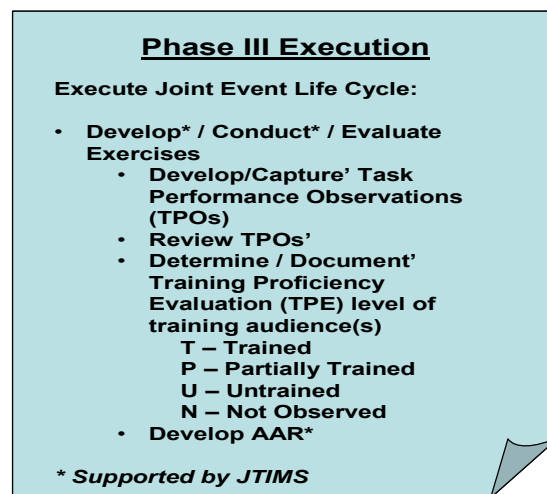 Phase III Execution
Execute Joint Event Life Cycle:
• Develop* / Conduct* / Evaluate
Exercises
• Develop/Capture’ Task
Performance Observations
(TPOs)
• Review TPOs’
• Determine / Document’
Training Proficiency
Evaluation (TPE) level of
training audience(s)
T – Trained
P – Partially Trained
U – Untrained
N – Not Observed
• Develop AAR*
* Supported by JTIMS